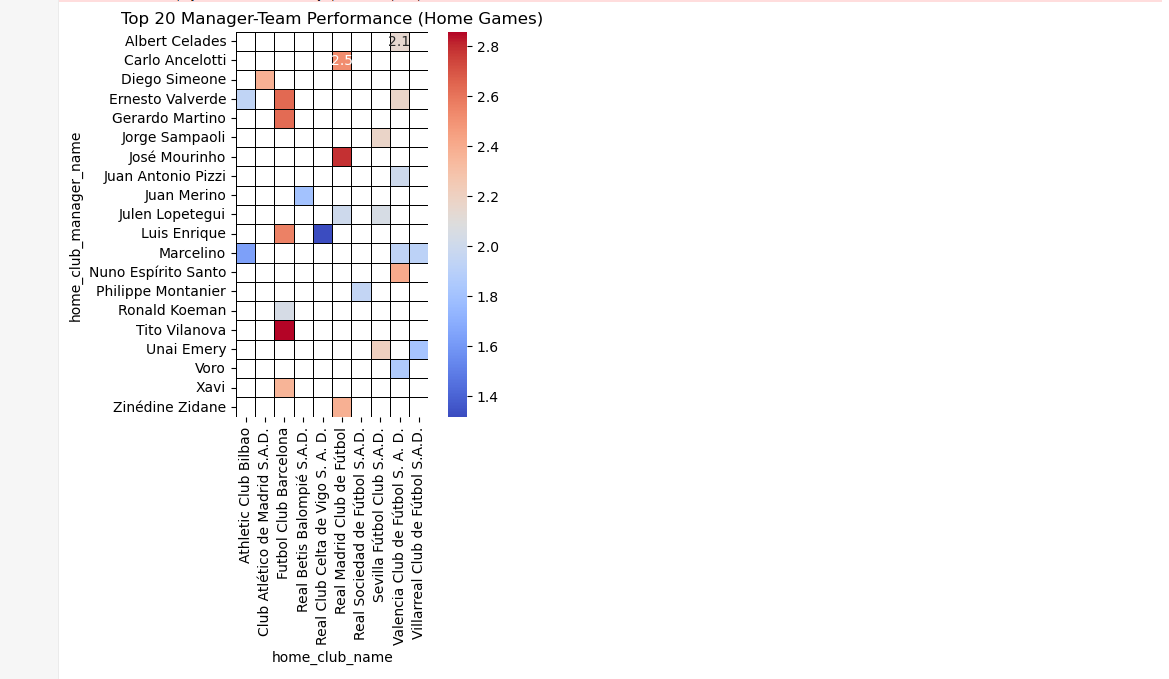 Top 20 Manager-Team Performance (Home Games)
Albert Celades
Carlo Ancelotti
Diego Simeone
Ernesto Valverde
Gerardo Martino
Jorge Sampaoli
José Mourinho
Juan Antonio Pizzi
Juan Merino
Julen Lopetegui
Luis Enrique
Marcelino
Nuno Espírito Santo
Philippe Montanier
Ronald Koeman
Tito Vilanova
Unai Emery
Voro
Xavi
Zinédine Zidane
home_club_manager_name
2.1
2.5
2.8
2.6
2.4
2.2
2.0
1.8
1.6
1.4
Athletic Club Bilbao
Club Atlético de Madrid S.A.D.
Futbol Club Barcelona
Real Betis Balompié S.A.D.
Real Club Celta de Vigo S. A. D.
Real Madrid Club de Fútbol
Real Sociedad de Fútbol S.A.D.
Sevilla Fútbol Club S.A.D.
Valencia Club de Fútbol S. A. D.
Villarreal Club de Fútbol S.A.D.
home_club_name